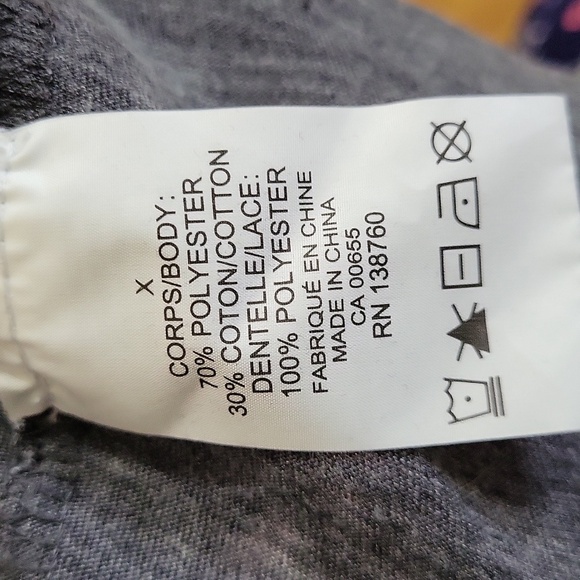 X
CORPS/BODY:
70% POLYESTER
30% COTON/COTTON
DENTELLE/LACE:
100% POLYESTER
FABRIQUÉ EN CHINE
MADE IN CHINA
CA 00655
RN 138760